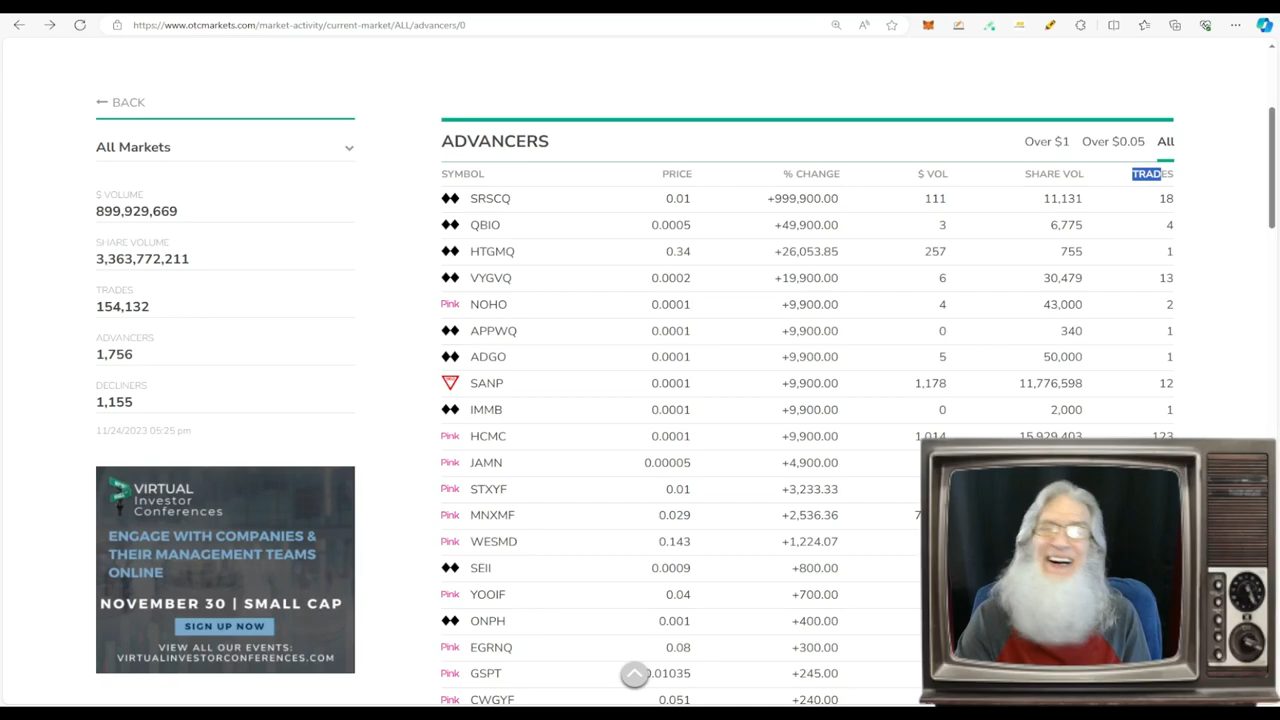 https://www.otcmarkets.com/market-activity/current-market/ALL/advancers/0
BACK
All Markets
$ VOLUME
899,929,669
SHARE VOLUME
3,363,772,211
TRADES
154,132
ADVANCERS
1,756
DECLINERS
1,155
11/24/2023 05:25 pm
VIRTUAL
Investor
Conferences
ENGAGE WITH COMPANIES &
THEIR MANAGEMENT TEAMS
ONLINE
NOVEMBER 30 | SMALL CAP
SIGN UP NOW
VIEW ALL OUR EVENTS:
VIRTUALINVESTORCONFERENCES.COM
ADVANCERS Over $1 Over $0.05 All
SYMBOL PRICE % CHANGE $ VOL SHARE VOL TRADES
SRSCQ 0.01 +999,900.00 111 11,131 18
QBIO 0.0005 +49,900.00 3 6,775 4
HTGMQ 0.34 +26,053.85 257 755 1
VYGVQ 0.0002 +19,900.00 6 30,479 13
Pink NOHO 0.0001 +9,900.00 4 43,000 2
APPWQ 0.0001 +9,900.00 0 340 1
ADGO 0.0001 +9,900.00 5 50,000 1
SANP 0.0001 +9,900.00 1,178 11,776,598 12
IMMB 0.0001 +9,900.00 0 2,000 1
Pink HCMC 0.0001 +9,900.00 1,014 15,929,403 123
Pink JAMN 0.00005 +4,900.00
Pink STXYF 0.01 +3,233.33
Pink MNXMF 0.029 +2,536.36 7
Pink WESMD 0.143 +1,224.07
SEII 0.0009 +800.00
Pink YOOIF 0.04 +700.00
ONPH 0.001 +400.00
Pink EGRNQ 0.08 +300.00
Pink GSPT 0.01035 +245.00
Pink CWGYF 0.051 +240.00